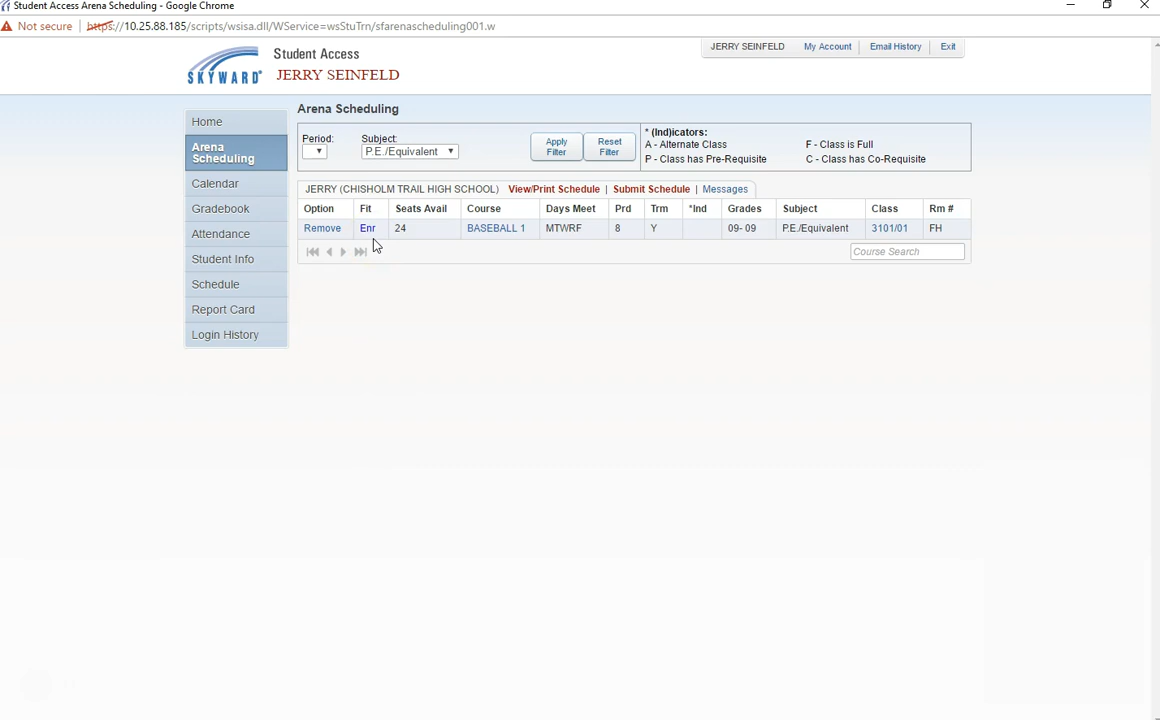 Student Access Arena Scheduling - Google Chrome
Not secure | https://10.25.88.185/scripts/wsisa.dll/WService=wsStuTrn/sfarenascheduling001.w
SKYWARD
Student Access
JERRY SEINFELD
JERRY SEINFELD My Account Email History Exit
Home
Arena Scheduling
Calendar
Gradebook
Attendance
Student Info
Schedule
Report Card
Login History
Arena Scheduling
Period: Subject:
P.E./Equivalent
Apply Filter
Reset Filter
* (Ind)icators:
A - Alternate Class F - Class is Full
P - Class has Pre-Requisite C - Class has Co-Requisite
JERRY (CHISHOLM TRAIL HIGH SCHOOL) View/Print Schedule | Submit Schedule | Messages
Option Fit Seats Avail Course Days Meet Prd Trm *Ind Grades Subject Class Rm #
Remove Enr 24 BASEBALL 1 MTWRF 8 Y 09- 09 P.E./Equivalent 3101/01 FH
Course Search